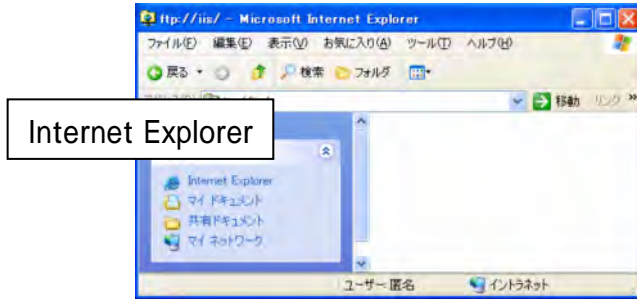 ftp://iis/ - Microsoft Internet Explorer
ファイル(F) 編集(E) 表示(V) お気に入り(A) ツール(T) ヘルプ(H)
戻る 検索 フォルダ
移動 リンク »
Internet Explorer
Internet Explorer
マイ ドキュメント
共有ドキュメント
マイ ネットワーク
ユーザー: 匿名 イントラネット